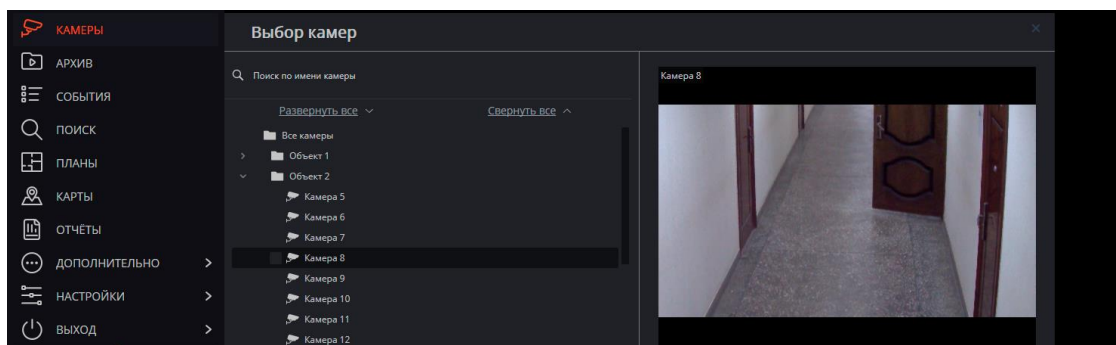 КАМЕРЫ
АРХИВ
СОБЫТИЯ
ПОИСК
ПЛАНЫ
КАРТЫ
ОТЧЁТЫ
ДОПОЛНИТЕЛЬНО
НАСТРОЙКИ
ВЫХОД
Выбор камер
Поиск по имени камеры
Развернуть все Свернуть все
Все камеры
Объект 1
Объект 2
Камера 5
Камера 6
Камера 7
Камера 8
Камера 9
Камера 10
Камера 11
Камера 12
Камера 8